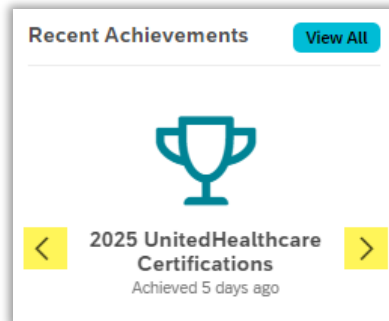 Recent Achievements
View All
2025 UnitedHealthcare
Certifications
Achieved 5 days ago